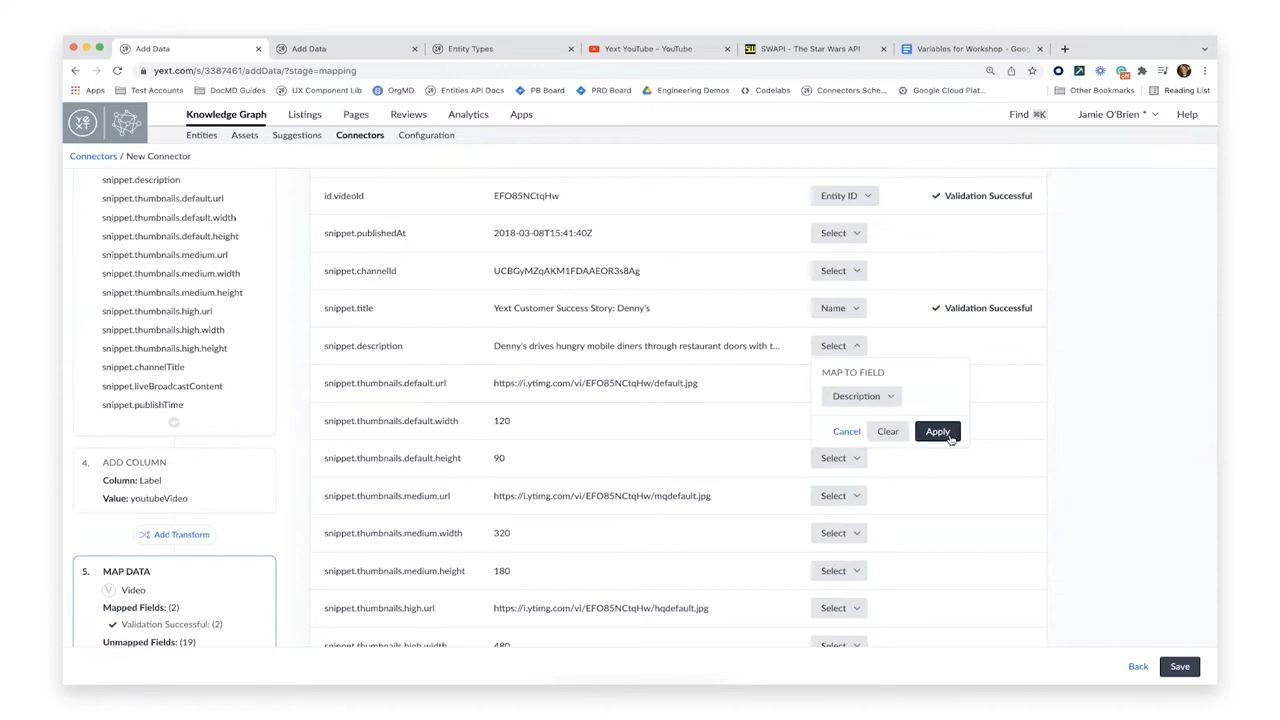 Add Data
Add Data
Entity Types
Yext YouTube - YouTube
SWAPI - The Star Wars API
Variables for Workshop - Goo
yext.com/s/3387461/addData/?stage=mapping
Apps
Test Accounts
DocMD Guides
UX Component Lib
OrgMD
Entities API Docs
PB Board
PRD Board
Engineering Demos
Codelabs
Connectors Sche...
Google Cloud Plat...
Other Bookmarks
Reading List
yext
Knowledge Graph
Listings
Reviews
Pages
Analytics
Apps
Find ⌘K
Jamie O'Brien *
Help
Entities
Assets
Suggestions
Connectors
Configuration
Connectors / New Connector
snippet.description
snippet.thumbnails.default.url
snippet.thumbnails.default.width
snippet.thumbnails.default.height
snippet.thumbnails.medium.url
snippet.thumbnails.medium.width
snippet.thumbnails.medium.height
snippet.thumbnails.high.url
snippet.thumbnails.high.width
snippet.thumbnails.high.height
snippet.channelTitle
snippet.liveBroadcastContent
snippet.publishTime
4. ADD COLUMN
Column: Label
Value: youtubeVideo
Add Transform
5. MAP DATA
V Video
Mapped Fields: (2)
Validation Successful: (2)
Unmapped Fields: (19)
id.videoId EFO85NCtqHw Entity ID Validation Successful
snippet.publishedAt 2018-03-08T15:41:40Z Select
snippet.channelId UCBGyMZqAKM1FDAAEOR3s8Ag Select
snippet.title Yext Customer Success Story: Denny's Name Validation Successful
snippet.description Denny's drives hungry mobile diners through restaurant doors with t... Select
MAP TO FIELD
Description
Cancel Clear Apply
snippet.thumbnails.default.url https://i.ytimg.com/vi/EFO85NCtqHw/default.jpg
snippet.thumbnails.default.width 120
snippet.thumbnails.default.height 90 Select
snippet.thumbnails.medium.url https://i.ytimg.com/vi/EFO85NCtqHw/mqdefault.jpg Select
snippet.thumbnails.medium.width 320 Select
snippet.thumbnails.medium.height 180 Select
snippet.thumbnails.high.url https://i.ytimg.com/vi/EFO85NCtqHw/hqdefault.jpg Select
snippet.thumbnails.high.width 480 Select
Back
Save